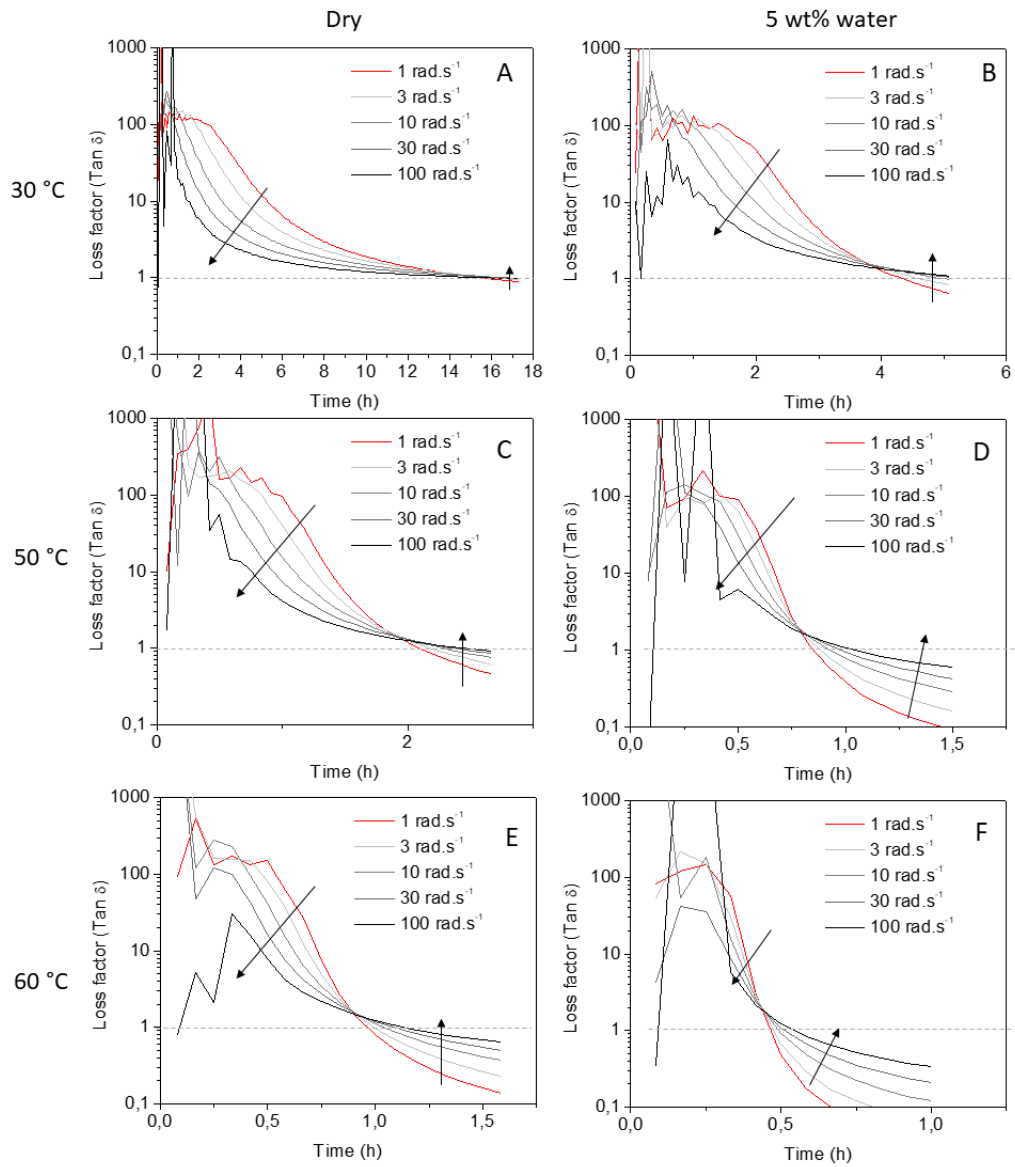 Dry
5 wt% water
30 °C
A
Loss factor (Tan δ)
1000
100
10
1
0,1
1 rad.s⁻¹
3 rad.s⁻¹
10 rad.s⁻¹
30 rad.s⁻¹
100 rad.s⁻¹
0 2 4 6 8 10 12 14 16 18
Time (h)
B
Loss factor (Tan δ)
1000
100
10
1
0,1
1 rad.s⁻¹
3 rad.s⁻¹
10 rad.s⁻¹
30 rad.s⁻¹
100 rad.s⁻¹
0 2 4 6
Time (h)
50 °C
C
Loss factor (Tan δ)
1000
100
10
1
0,1
1 rad.s⁻¹
3 rad.s⁻¹
10 rad.s⁻¹
30 rad.s⁻¹
100 rad.s⁻¹
0 2
Time (h)
D
Loss factor (Tan δ)
1000
100
10
1
0,1
1 rad.s⁻¹
3 rad.s⁻¹
10 rad.s⁻¹
30 rad.s⁻¹
100 rad.s⁻¹
0,0 0,5 1,0 1,5
Time (h)
60 °C
E
Loss factor (Tan δ)
1000
100
10
1
0,1
1 rad.s⁻¹
3 rad.s⁻¹
10 rad.s⁻¹
30 rad.s⁻¹
100 rad.s⁻¹
0,0 0,5 1,0 1,5
Time (h)
F
Loss factor (Tan δ)
1000
100
10
1
0,1
1 rad.s⁻¹
3 rad.s⁻¹
10 rad.s⁻¹
30 rad.s⁻¹
100 rad.s⁻¹
0,0 0,5 1,0
Time (h)